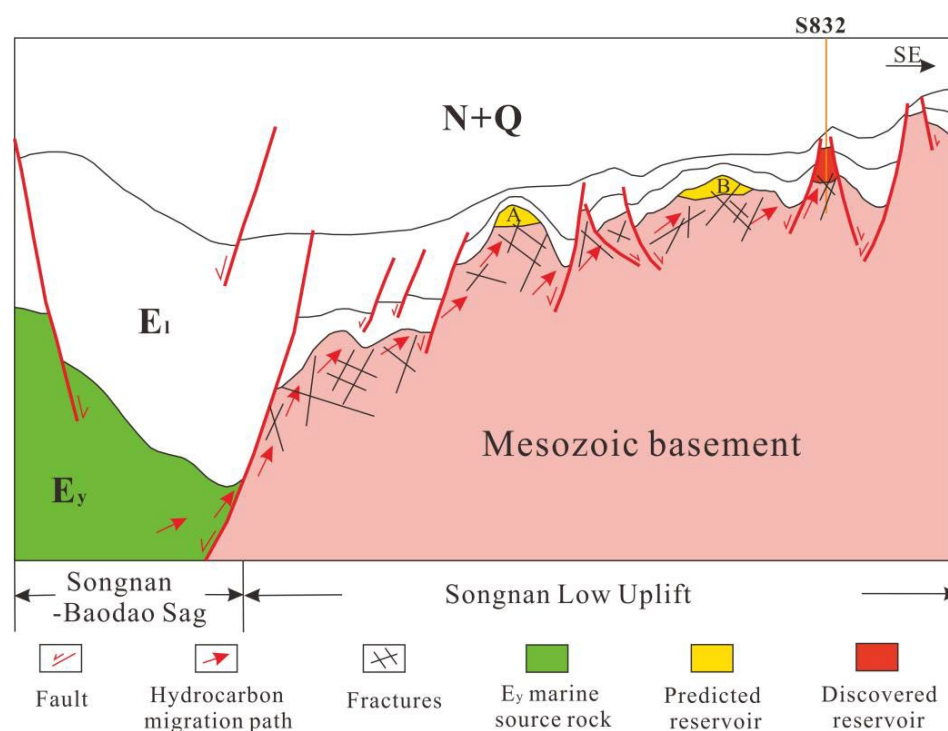 S832
SE
N+Q
A
B
El
Mesozoic basement
Ey
Songnan
-Baodao Sag
Songnan Low Uplift
Fault
Hydrocarbon
migration path
Fractures
Ey marine
source rock
Predicted
reservoir
Discovered
reservoir